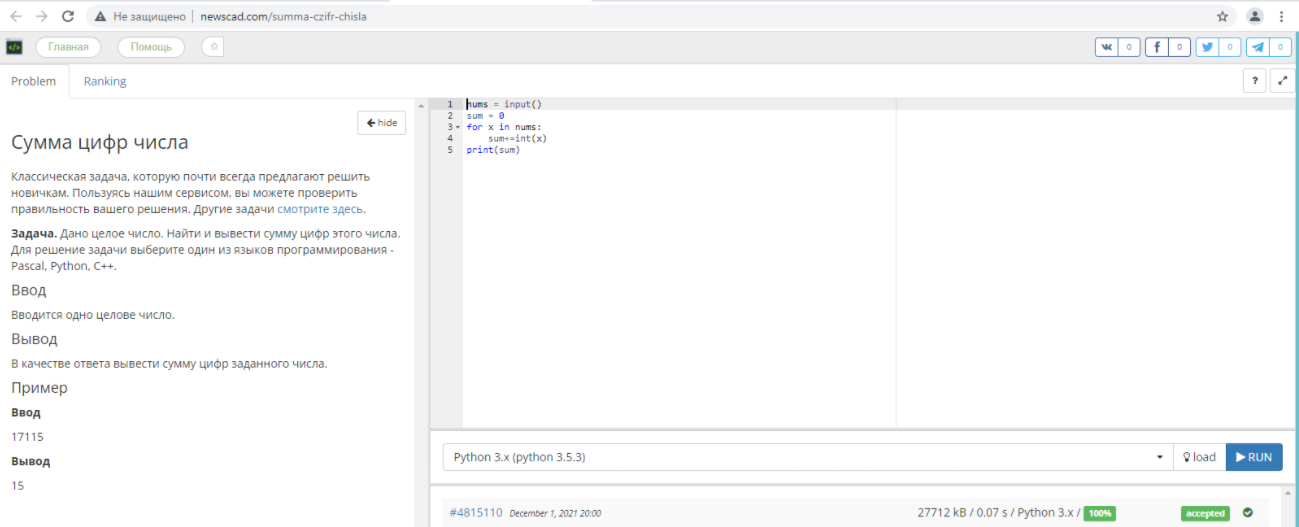 Не защищено | newscad.com/summa-czifr-chisla
</> Главная Помощь 0 0 0 0
Problem Ranking ?
hide
Сумма цифр числа
Классическая задача, которую почти всегда предлагают решить
новичкам. Пользуясь нашим сервисом, вы можете проверить
правильность вашего решения. Другие задачи смотрите здесь.
Задача. Дано целое число. Найти и вывести сумму цифр этого числа.
Для решение задачи выберите один из языков программирования -
Pascal, Python, C++.
Ввод
Вводится одно целове число.
Вывод
В качестве ответа вывести сумму цифр заданного числа.
Пример
Ввод
17115
Вывод
15
1 nums = input()
2 sum = 0
3 for x in nums:
4 sum+=int(x)
5 print(sum)
Python 3.x (python 3.5.3) load RUN
#4815110 December 1, 2021 20:00 27712 kB / 0.07 s / Python 3.x / 100% accepted